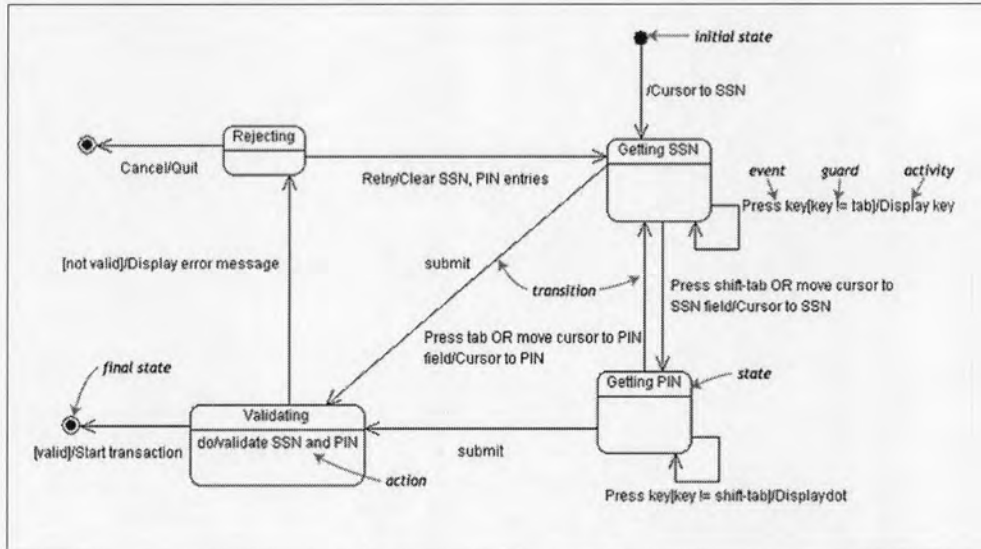 initial state
/Cursor to SSN
Rejecting
Getting SSN
Cancel/Quit
Retry/Clear SSN, PIN entries
event
guard
activity
Press key[key != tab]/Display key
[not valid]/Display error message
submit
transition
Press shift-tab OR move cursor to
SSN field/Cursor to SSN
Press tab OR move cursor to PIN
field/Cursor to PIN
final state
Getting PIN
state
Validating
do/validate SSN and PIN
[valid]/Start transaction
submit
action
Press key[key != shift-tab]/Displaydot